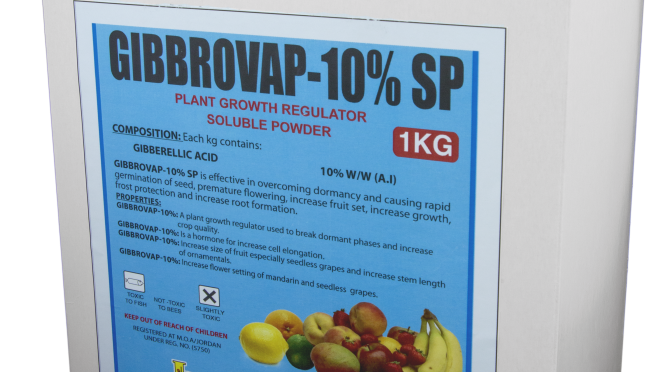 GIBBROVAP-10% SP
PLANT GROWTH REGULATOR
SOLUBLE POWDER
1KG
COMPOSITION: Each kg contains:
GIBBERELLIC ACID 10% W/W (A.I)
GIBBROVAP-10% SP is effective in overcoming dormancy and causing rapid
germination of seed, premature flowering, increase fruit set, increase growth,
frost protection and increase root formation.
PROPERTIES:
GIBBROVAP-10%: A plant growth regulator used to break dormant phases and increase
crop quality.
GIBBROVAP-10%: Is a hormone for increase cell elongation.
GIBBROVAP-10%: Increase size of fruit especially seedless grapes and increase stem length
of ornamentals.
GIBBROVAP-10%: Increase flower setting of mandarin and seedless grapes.
TOXIC
TO FISH
NOT -TOXIC
TO BEES
SLIGHTLY
TOXIC
KEEP OUT OF REACH OF CHILDREN
REGISTERED AT M.O.A/JORDAN
UNDER REG. NO. (5750)